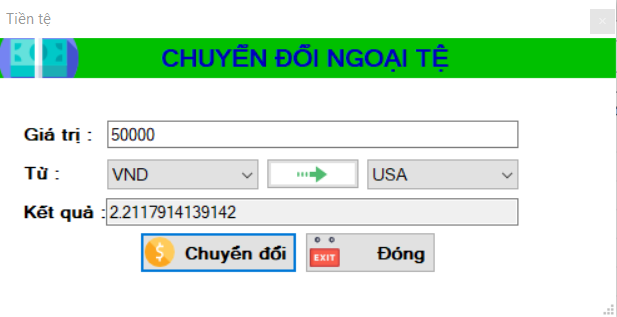 Tiền tệ
CHUYỂN ĐỔI NGOẠI TỆ
Giá trị : 50000
Từ : VND USA
Kết quả : 2.2117914139142
Chuyển đổi EXIT Đóng